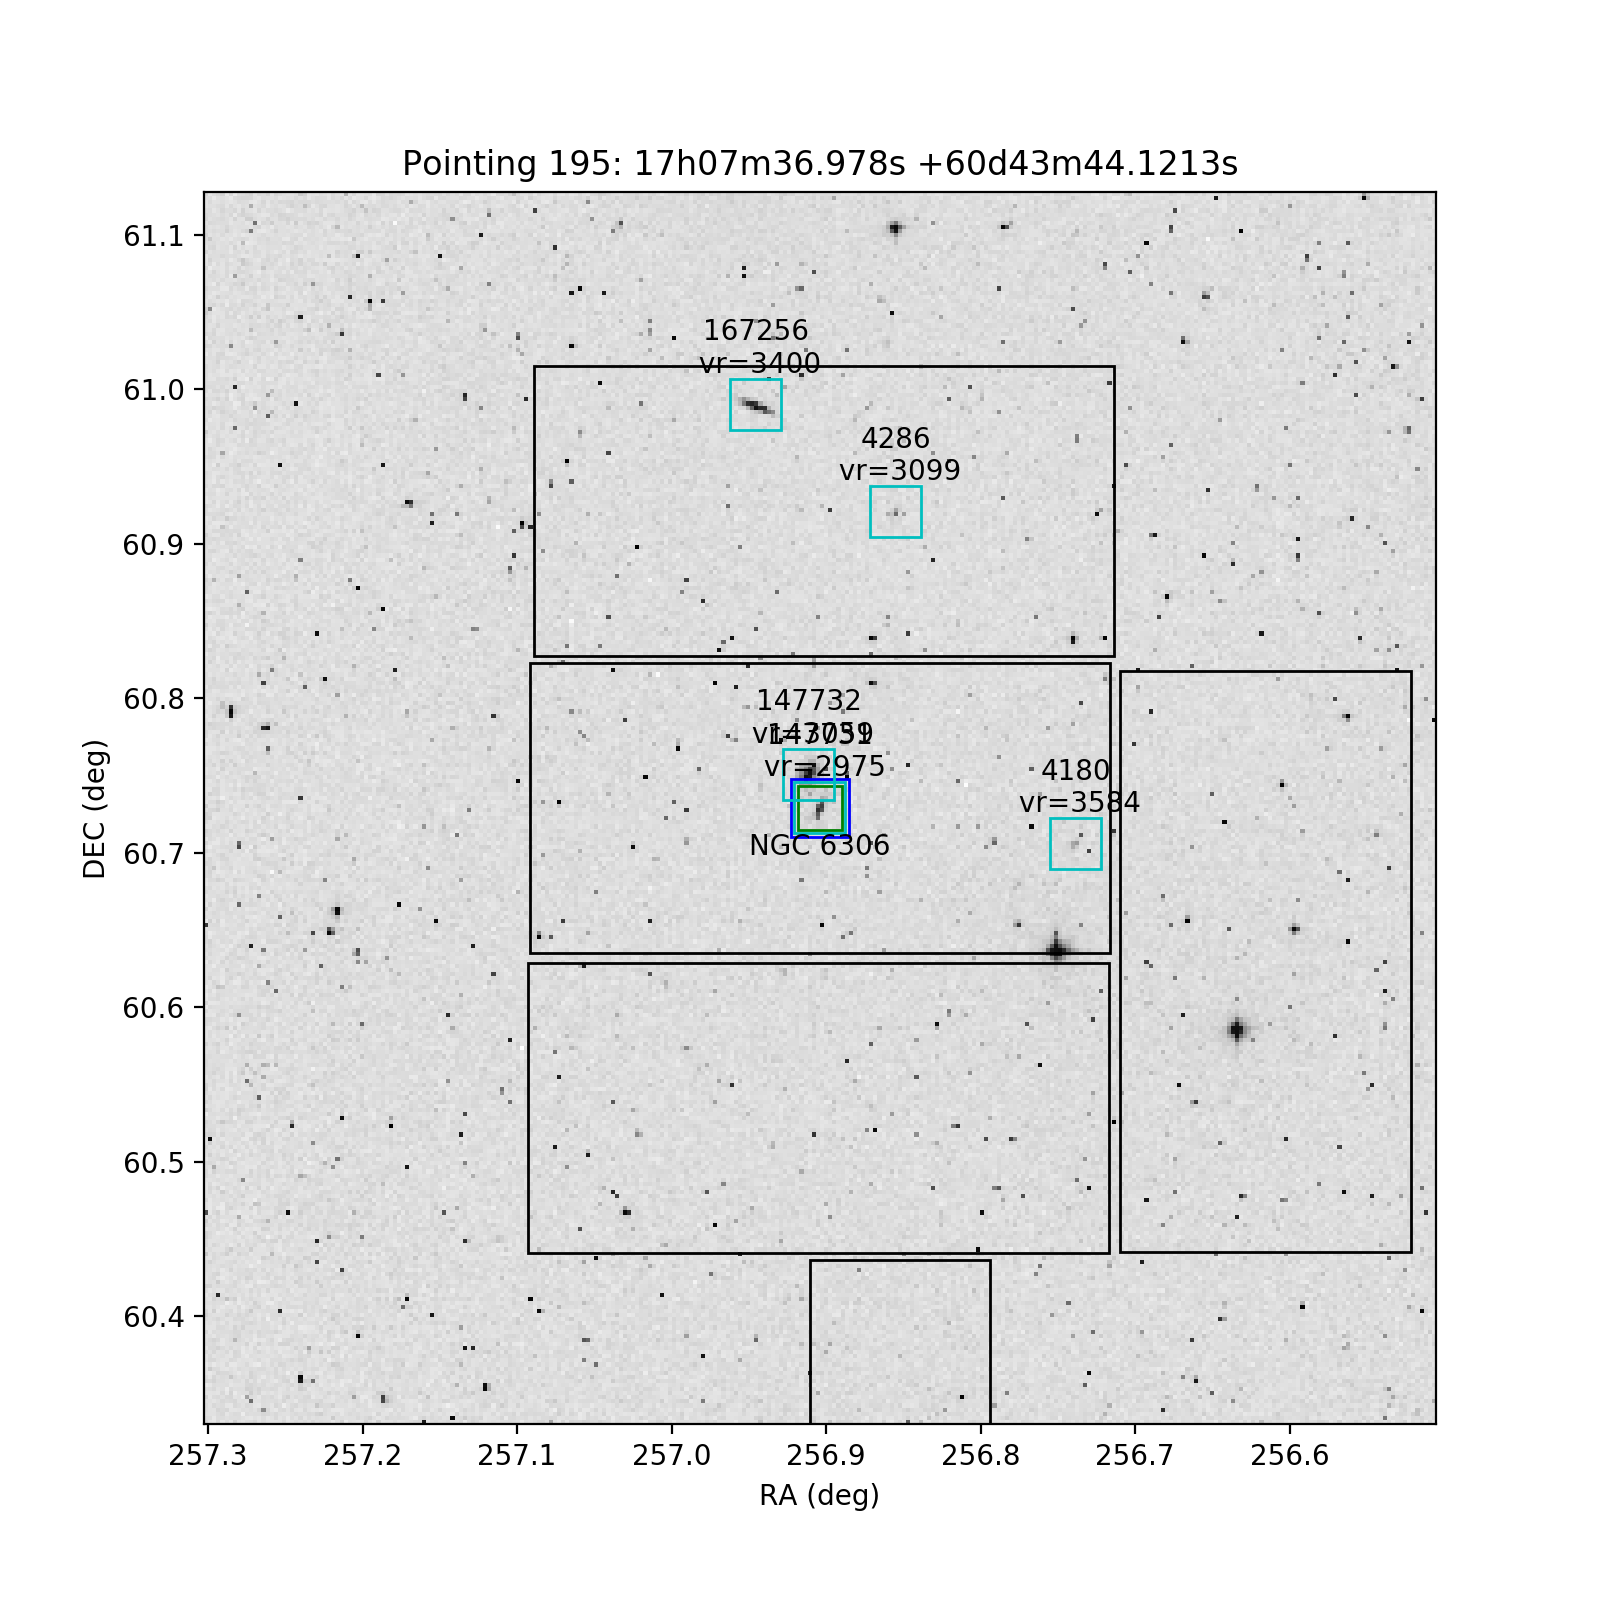 Pointing 195: 17h07m36.978s +60d43m44.1213s
61.1
61.0
60.9
60.8
60.7
60.6
60.5
60.4
DEC (deg)
167256
vr=3400
4286
vr=3099
147732
vr=2975
NGC 6306
4180
vr=3584
257.3
257.2
257.1
257.0
256.9
256.8
256.7
256.6
RA (deg)